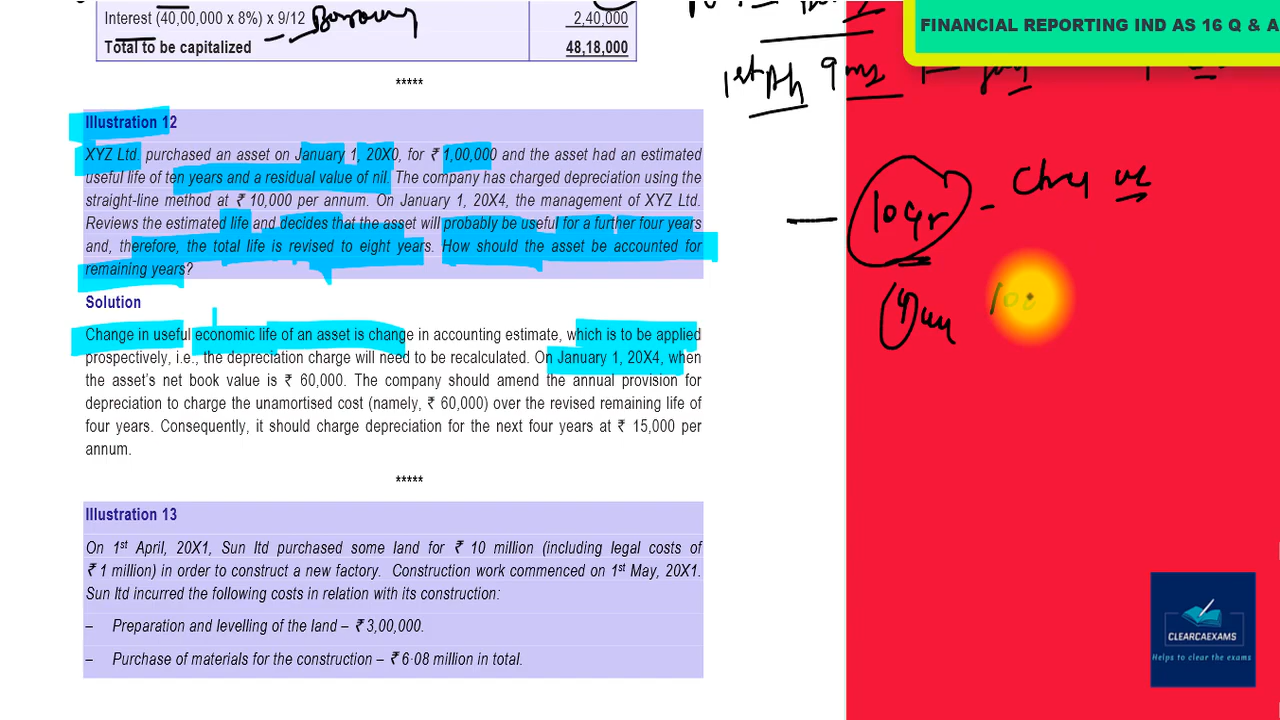 Interest (40,00,000 x 8%) x 9/12 Borrowing 2,40,000
Total to be capitalized 48,18,000
*****
Illustration 12
XYZ Ltd. purchased an asset on January 1, 20X0, for ₹ 1,00,000 and the asset had an estimated
useful life of ten years and a residual value of nil. The company has charged depreciation using the
straight-line method at ₹ 10,000 per annum. On January 1, 20X4, the management of XYZ Ltd.
Reviews the estimated life and decides that the asset will probably be useful for a further four years
and, therefore, the total life is revised to eight years. How should the asset be accounted for
remaining years?
Solution
Change in useful economic life of an asset is change in accounting estimate, which is to be applied
prospectively, i.e., the depreciation charge will need to be recalculated. On January 1, 20X4, when
the asset's net book value is ₹ 60,000. The company should amend the annual provision for
depreciation to charge the unamortised cost (namely, ₹ 60,000) over the revised remaining life of
four years. Consequently, it should charge depreciation for the next four years at ₹ 15,000 per
annum.
*****
Illustration 13
On 1st April, 20X1, Sun ltd purchased some land for ₹ 10 million (including legal costs of
₹ 1 million) in order to construct a new factory. Construction work commenced on 1st May, 20X1.
Sun ltd incurred the following costs in relation with its construction:
– Preparation and levelling of the land – ₹ 3,00,000.
– Purchase of materials for the construction – ₹ 6·08 million in total.
FINANCIAL REPORTING IND AS 16 Q & A
1st 9
10yr -
CLEARCAEXAMS
Helps to clear the exams